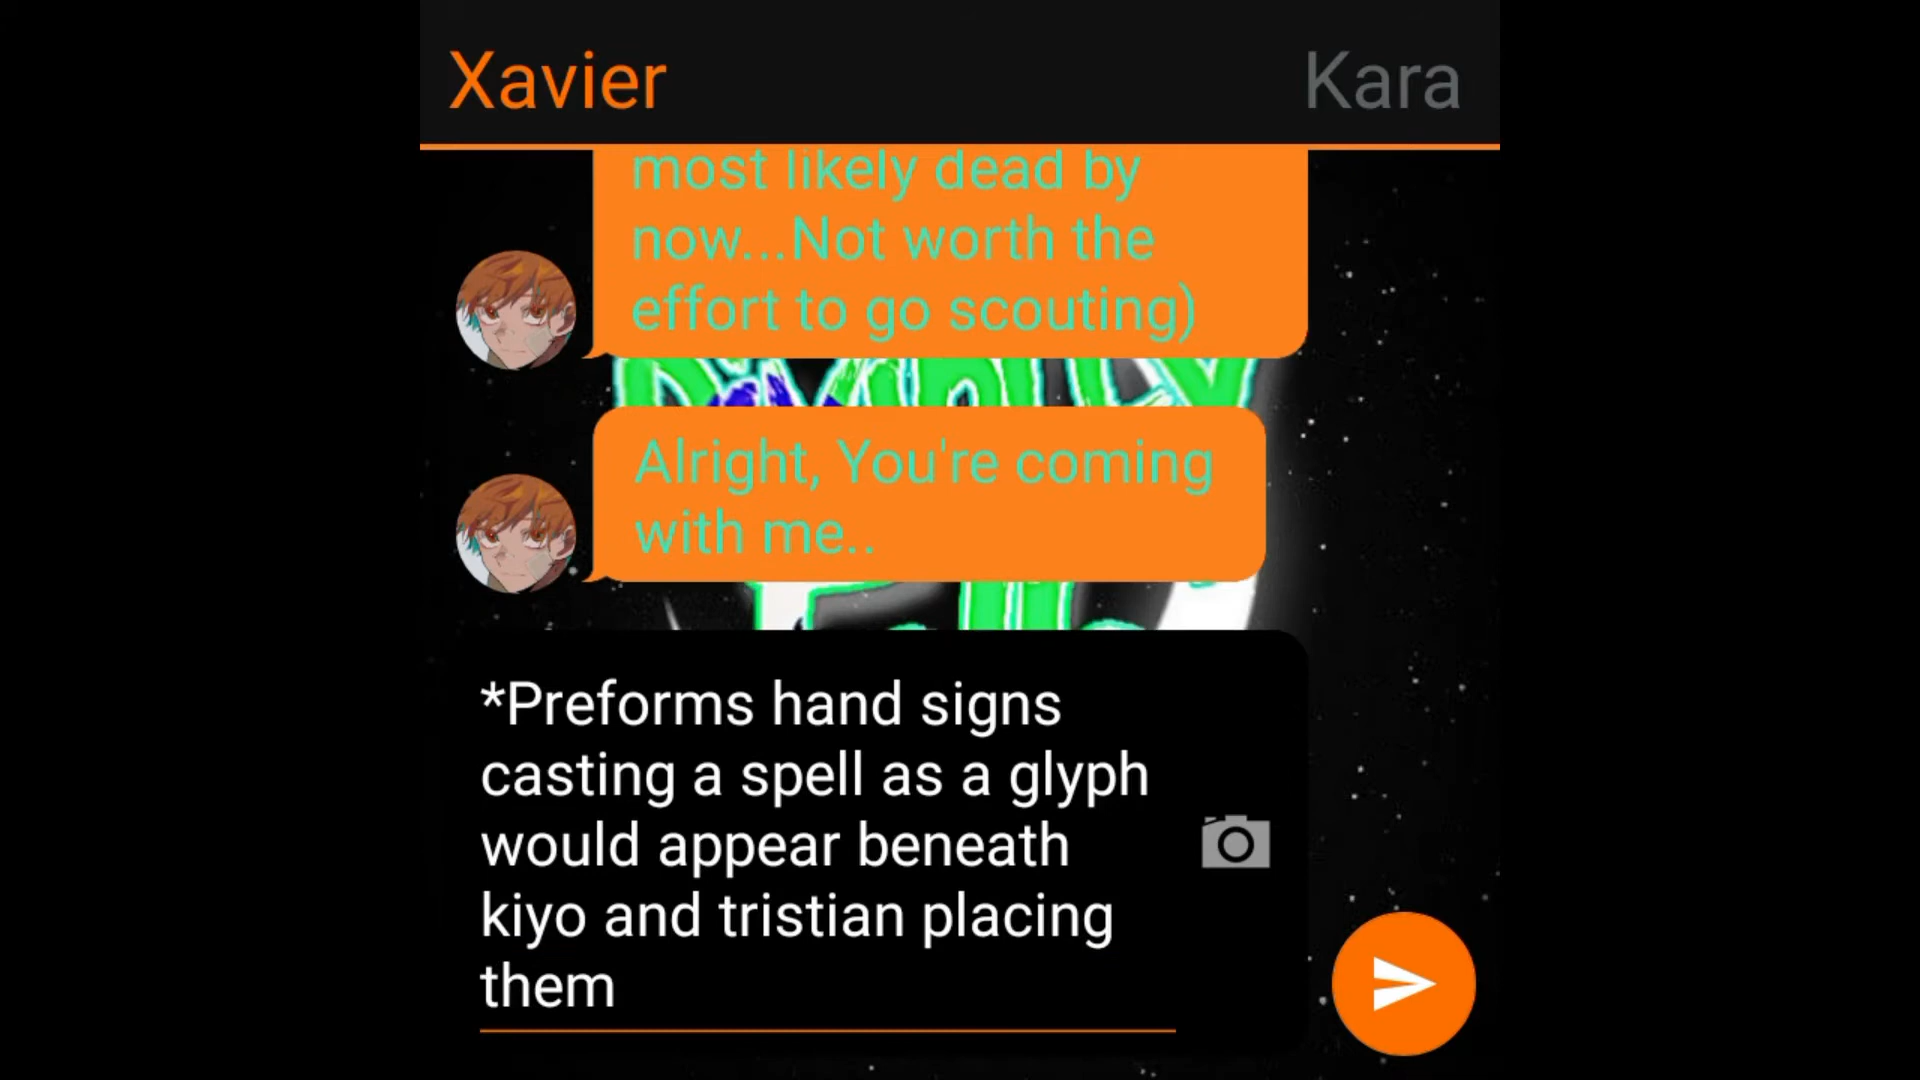 Xavier
Kara
most likely dead by
now...Not worth the
effort to go scouting)
Alright, You're coming
with me..
*Preforms hand signs
casting a spell as a glyph
would appear beneath
kiyo and tristian placing
them